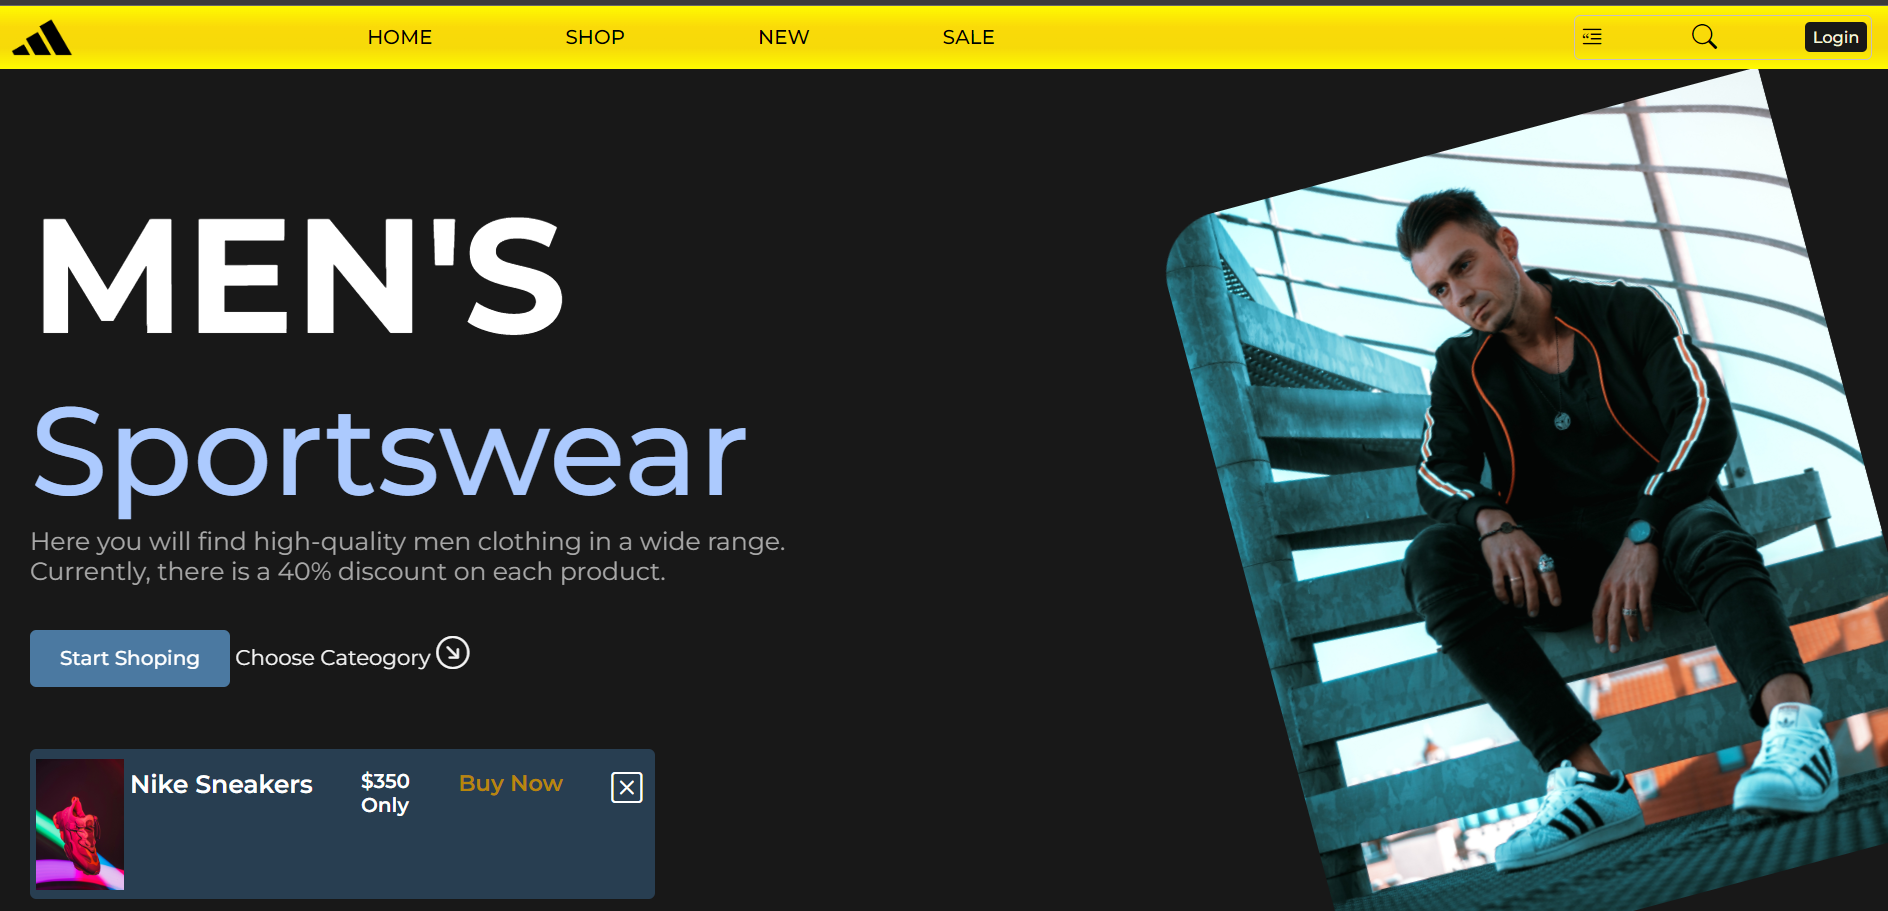 HOME SHOP NEW SALE Login
MEN'S
Sportswear
Here you will find high-quality men clothing in a wide range.
Currently, there is a 40% discount on each product.
Start Shoping Choose Cateogory
Nike Sneakers $350 Buy Now
Only